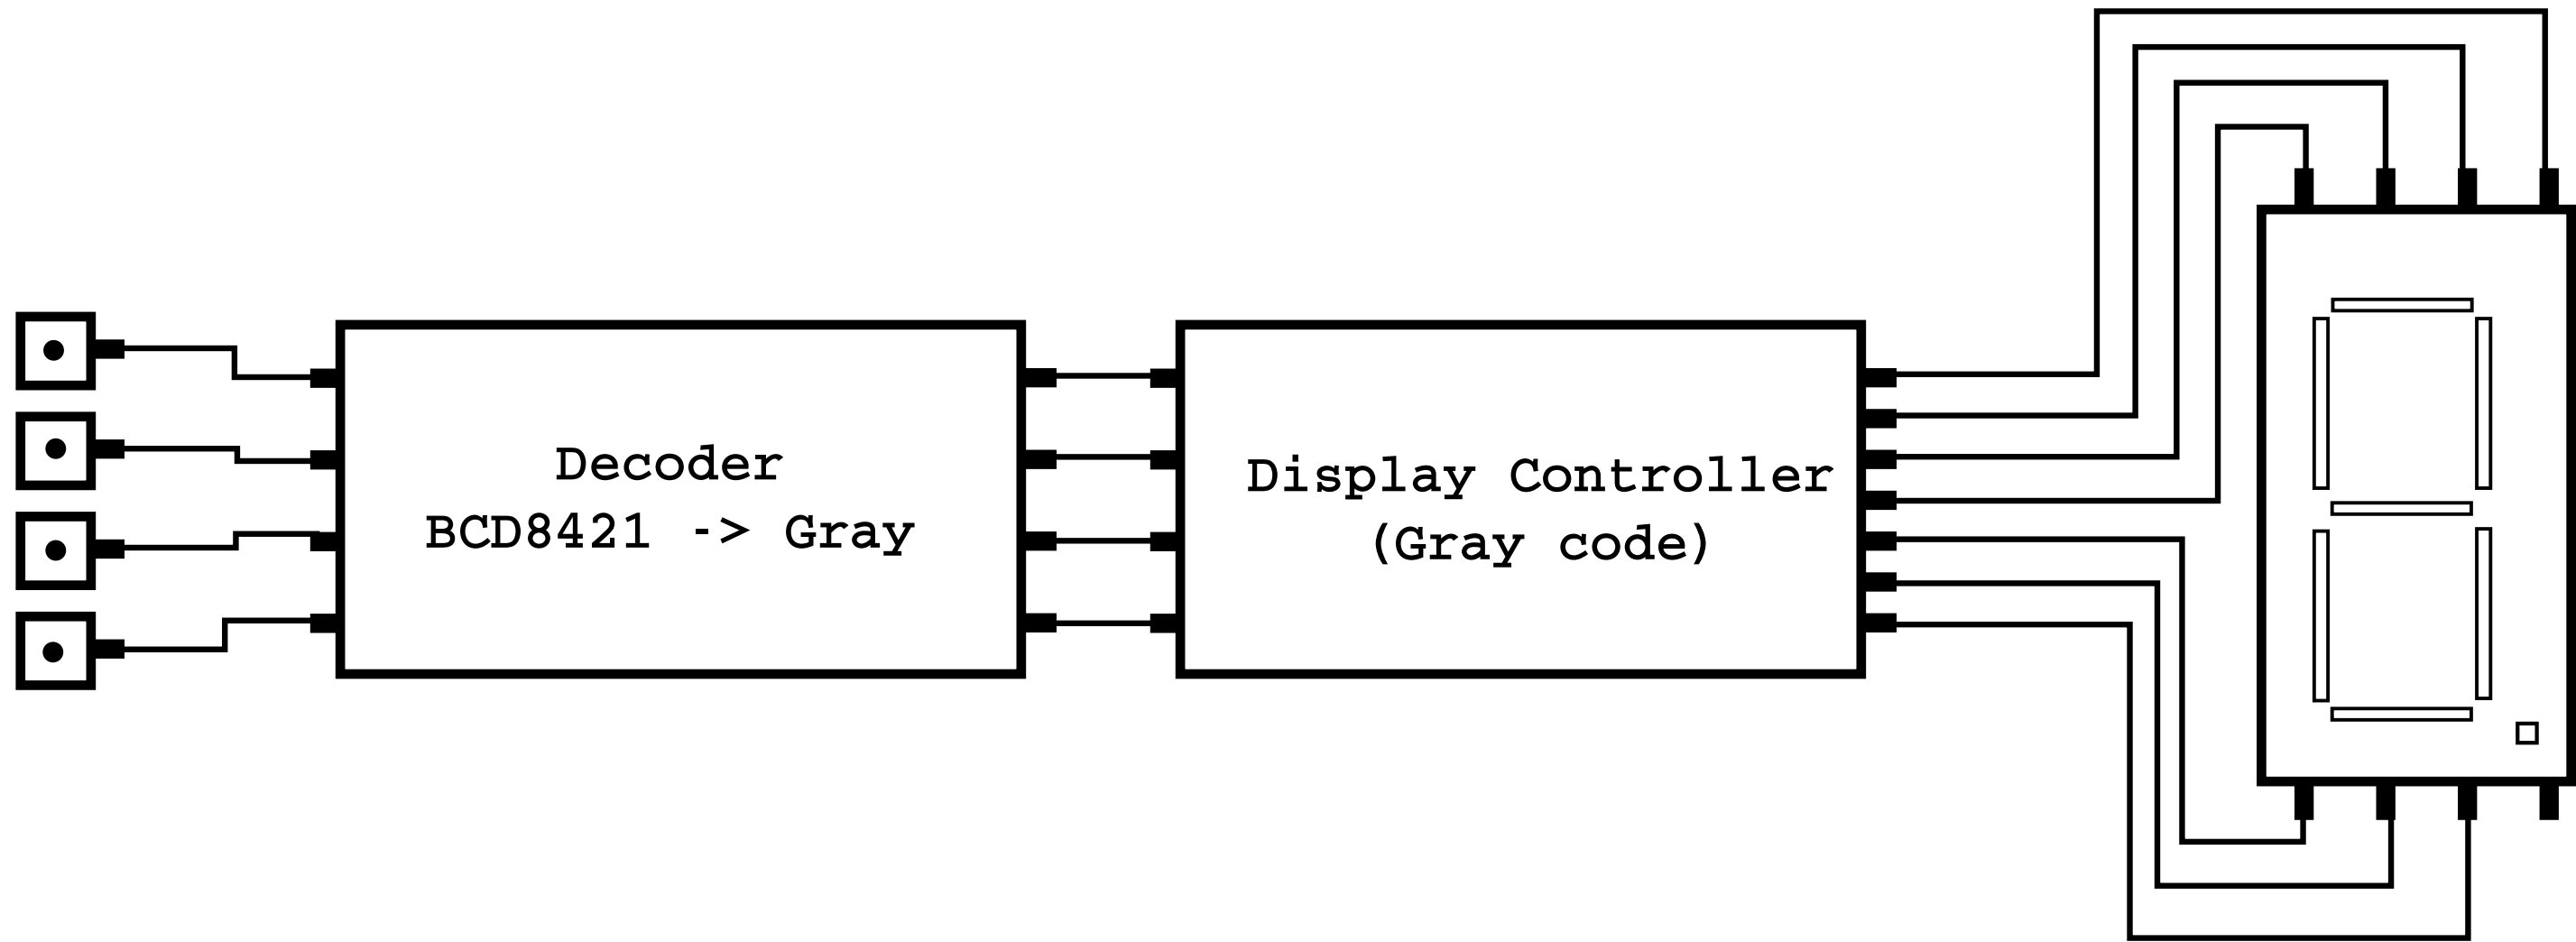 Decoder
BCD8421 -> Gray
Display Controller
(Gray code)